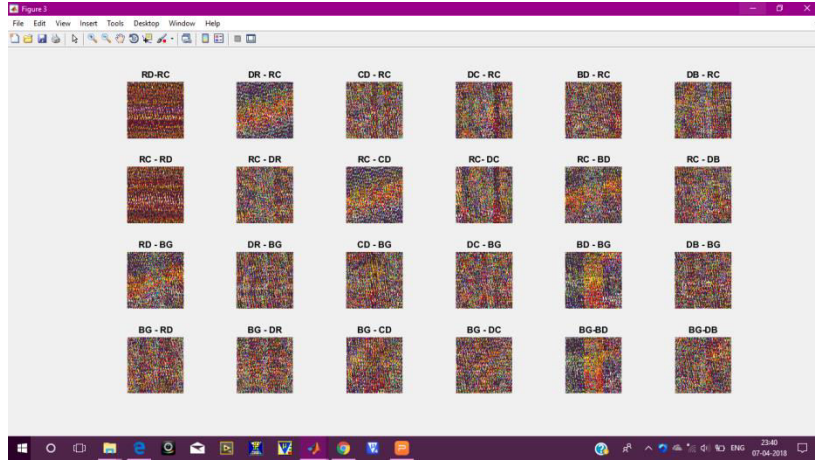 Figure 3
File Edit View Insert Tools Desktop Window Help
RD-RC DR - RC CD - RC DC - RC BD - RC DB - RC
RC - RD RC - DR RC - CD RC- DC RC - BD RC - DB
RD - BG DR - BG CD - BG DC - BG BD - BG DB - BG
BG - RD BG - DR BG - CD BG - DC BG-BD BG-DB
ENG 23:40
07-04-2018